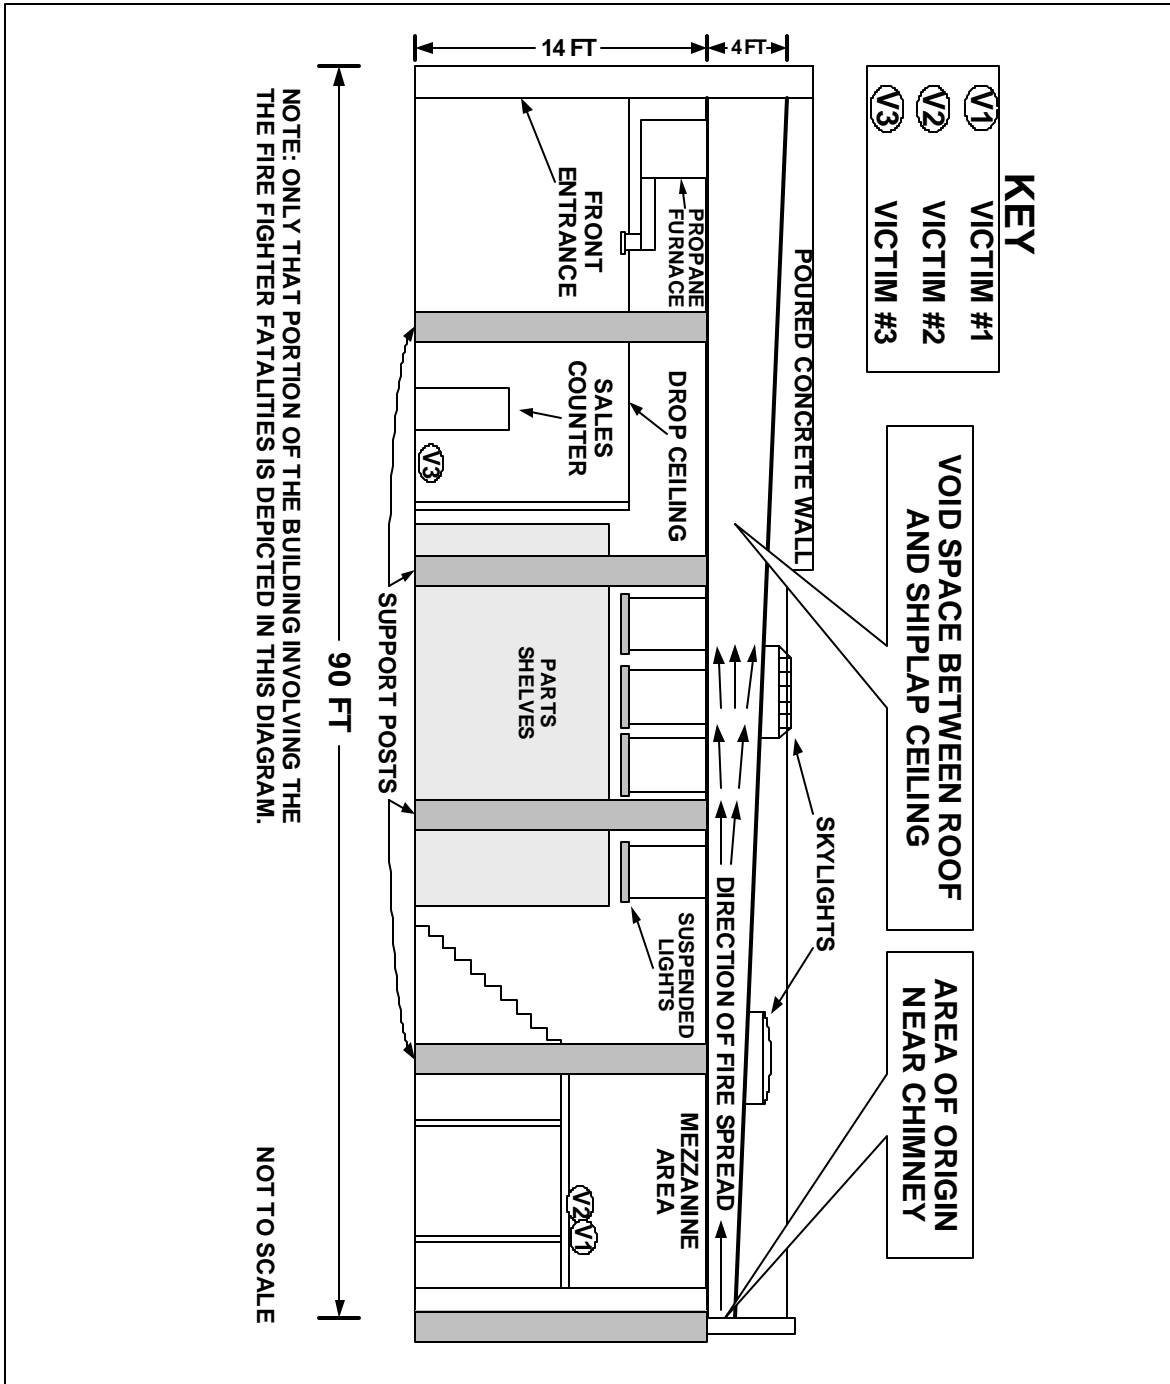 KEY
V1 VICTIM #1
V2 VICTIM #2
V3 VICTIM #3
VOID SPACE BETWEEN ROOF
AND SHIPLAP CEILING
AREA OF ORIGIN
NEAR CHIMNEY
POURED CONCRETE WALL
SKYLIGHTS
4 FT
14 FT
DIRECTION OF FIRE SPREAD
PROPANE
FURNACE
DROP CEILING
SUSPENDED
LIGHTS
MEZZANINE
AREA
FRONT
ENTRANCE
SALES
COUNTER
PARTS
SHELVES
V2
V1
V3
SUPPORT POSTS
90 FT
NOTE: ONLY THAT PORTION OF THE BUILDING INVOLVING THE
THE FIRE FIGHTER FATALITIES IS DEPICTED IN THIS DIAGRAM.
NOT TO SCALE